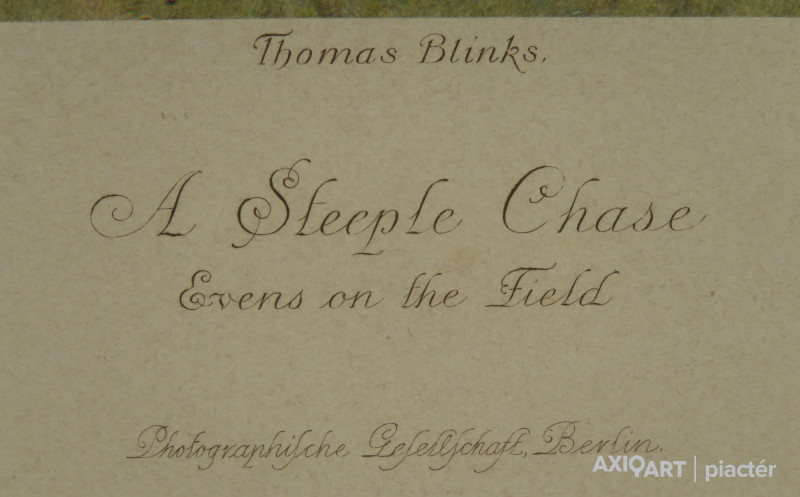 Thomas Blinks.
A Steeple Chase
Evens on the Field
Photographiſche Geſellſchaft, Berlin.
AXIOART | piactér